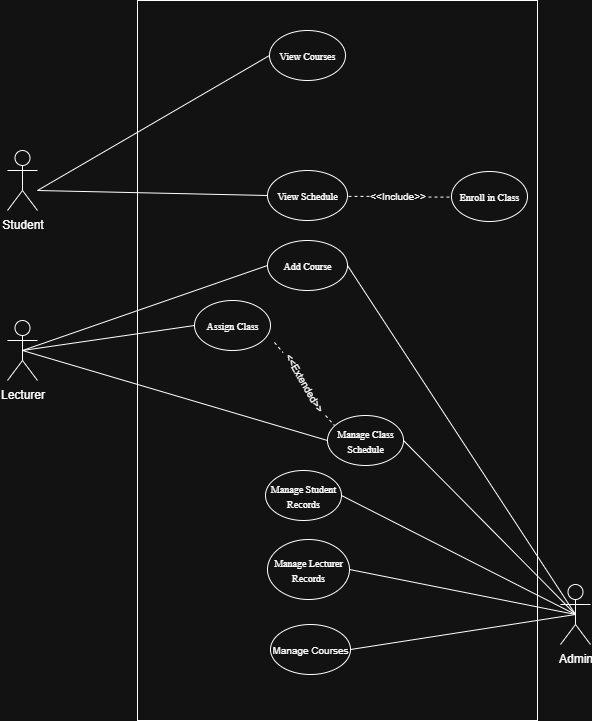 View Courses
Student
View Schedule
<<Include>>
Enroll in Class
Add Course
Lecturer
Assign Class
<<Extended>>
Manage Class
Schedule
Manage Student
Records
Manage Lecturer
Records
Manage Courses
Admin